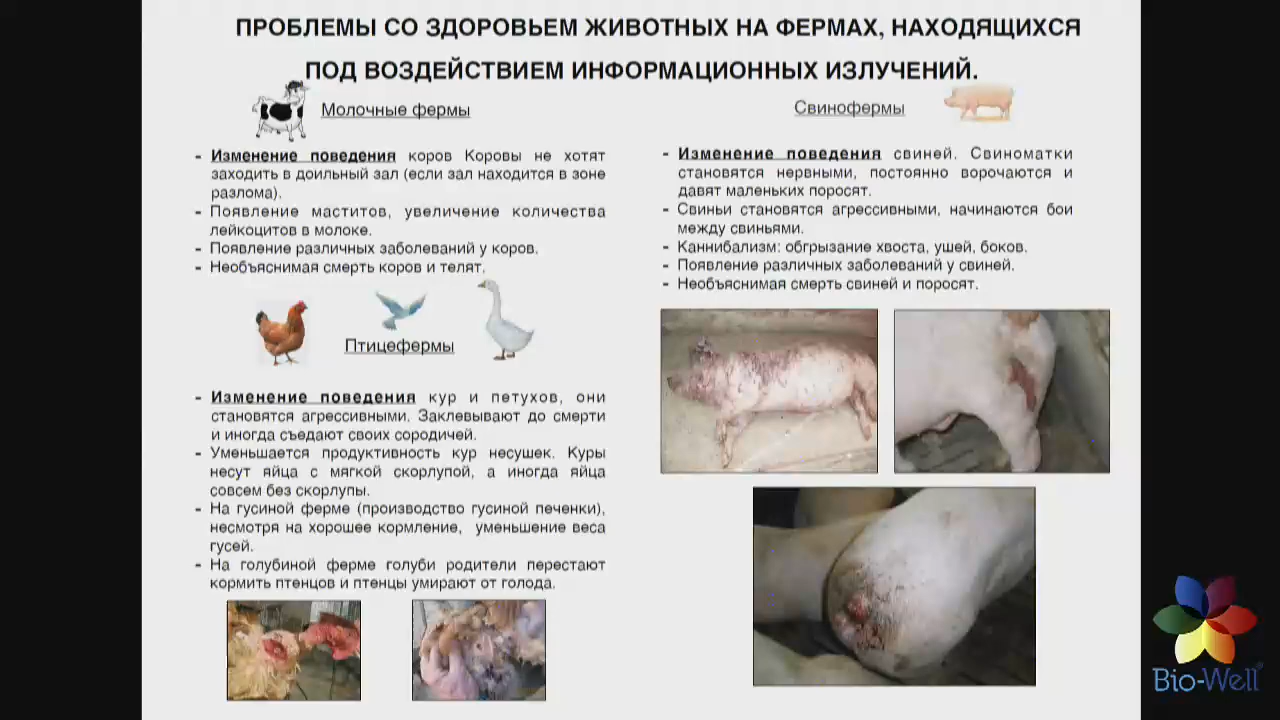 ПРОБЛЕМЫ СО ЗДОРОВЬЕМ ЖИВОТНЫХ НА ФЕРМАХ, НАХОДЯЩИХСЯ
ПОД ВОЗДЕЙСТВИЕМ ИНФОРМАЦИОННЫХ ИЗЛУЧЕНИЙ.
Молочные фермы
- Изменение поведения коров Коровы не хотят
заходить в доильный зал (если зал находится в зоне
разлома).
- Появление маститов, увеличение количества
лейкоцитов в молоке.
- Появление различных заболеваний у коров.
- Необъяснимая смерть коров и телят.
Птицефермы
- Изменение поведения кур и петухов, они
становятся агрессивными. Заклевывают до смерти
и иногда съедают своих сородичей.
- Уменьшается продуктивность кур несушек. Куры
несут яйца с мягкой скорлупой, а иногда яйца
совсем без скорлупы.
- На гусиной ферме (производство гусиной печенки),
несмотря на хорошее кормление, уменьшение веса
гусей.
- На голубиной ферме голуби родители перестают
кормить птенцов и птенцы умирают от голода.
Свинофермы
- Изменение поведения свиней. Свиноматки
становятся нервными, постоянно ворочаются и
давят маленьких поросят.
- Свиньи становятся агрессивными, начинаются бои
между свиньями.
- Каннибализм: обгрызание хвоста, ушей, боков.
- Появление различных заболеваний у свиней.
- Необъяснимая смерть свиней и поросят.
Bio-Well®